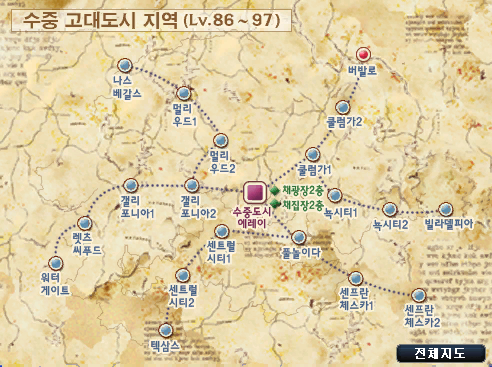 수중 고대도시 지역 (Lv.86~97)
버발로
나스
베갈스
멀리
우드1
클럼가2
멀리
우드2
클럼가1
갤리
포니아1
갤리
포니아2
채광장2층
채집장2층
수중도시
에레이
녹시티1
녹시티2
빌라델피아
렛츠
씨푸드
센트럴
시티1
풀놀이다
워터
게이트
센트럴
시티2
센프란
체스카1
센프란
체스카2
텍삼스
전체지도